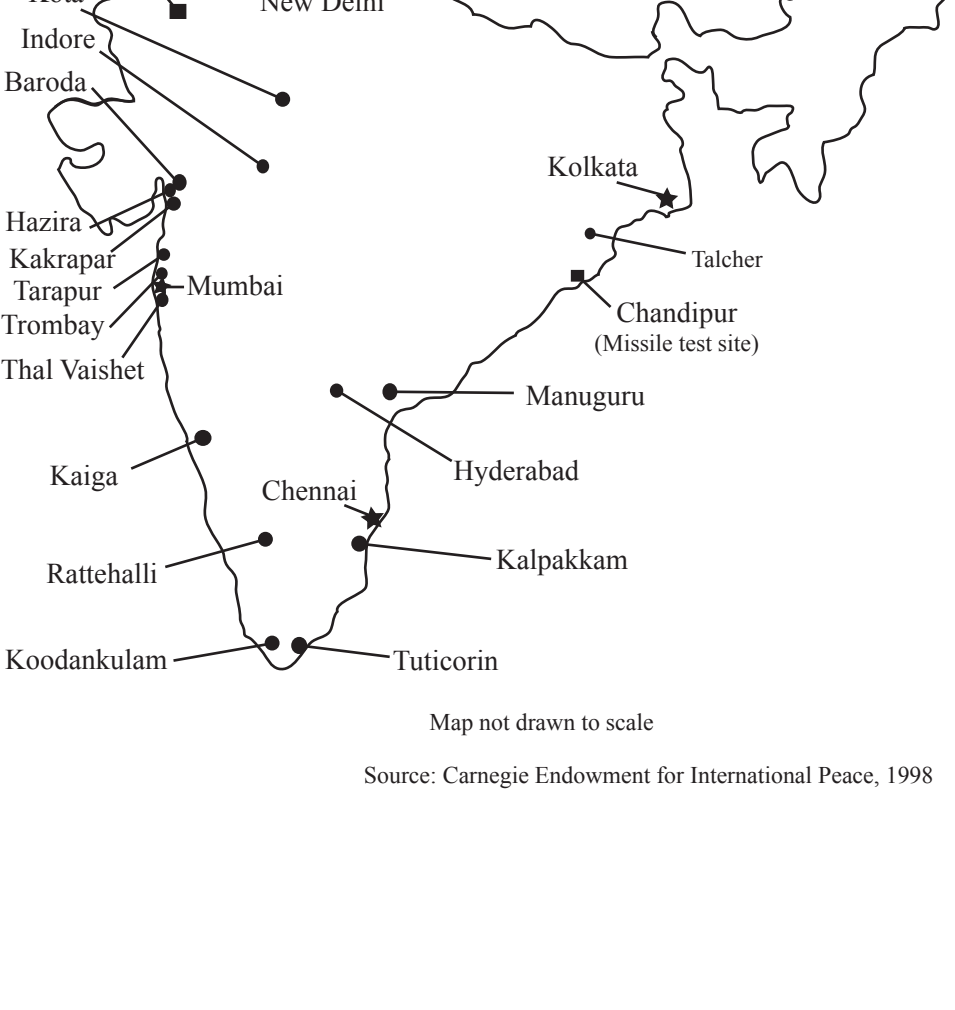 Kota
New Delhi
Indore
Baroda
Kolkata
Hazira
Kakrapar
Talcher
Tarapur
Mumbai
Trombay
Chandipur
(Missile test site)
Thal Vaishet
Manuguru
Kaiga
Hyderabad
Chennai
Rattehalli
Kalpakkam
Koodankulam
Tuticorin
Map not drawn to scale
Source: Carnegie Endowment for International Peace, 1998